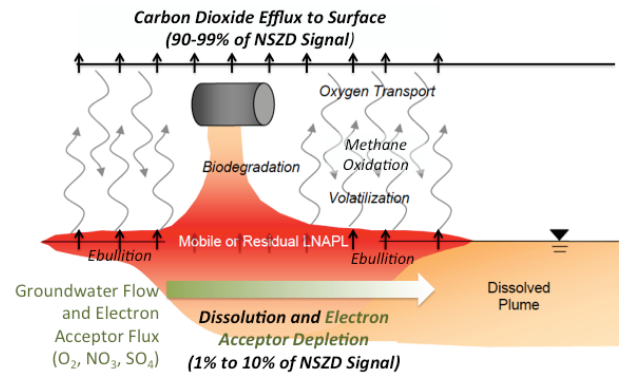 Carbon Dioxide Efflux to Surface
(90-99% of NSZD Signal)
Oxygen Transport
Methane
Oxidation
Biodegradation
Volatilization
Mobile or Residual LNAPL
Ebullition
Ebullition
Groundwater Flow
and Electron
Acceptor Flux
(O₂, NO₃, SO₄)
Dissolution and Electron
Acceptor Depletion
(1% to 10% of NSZD Signal)
Dissolved
Plume